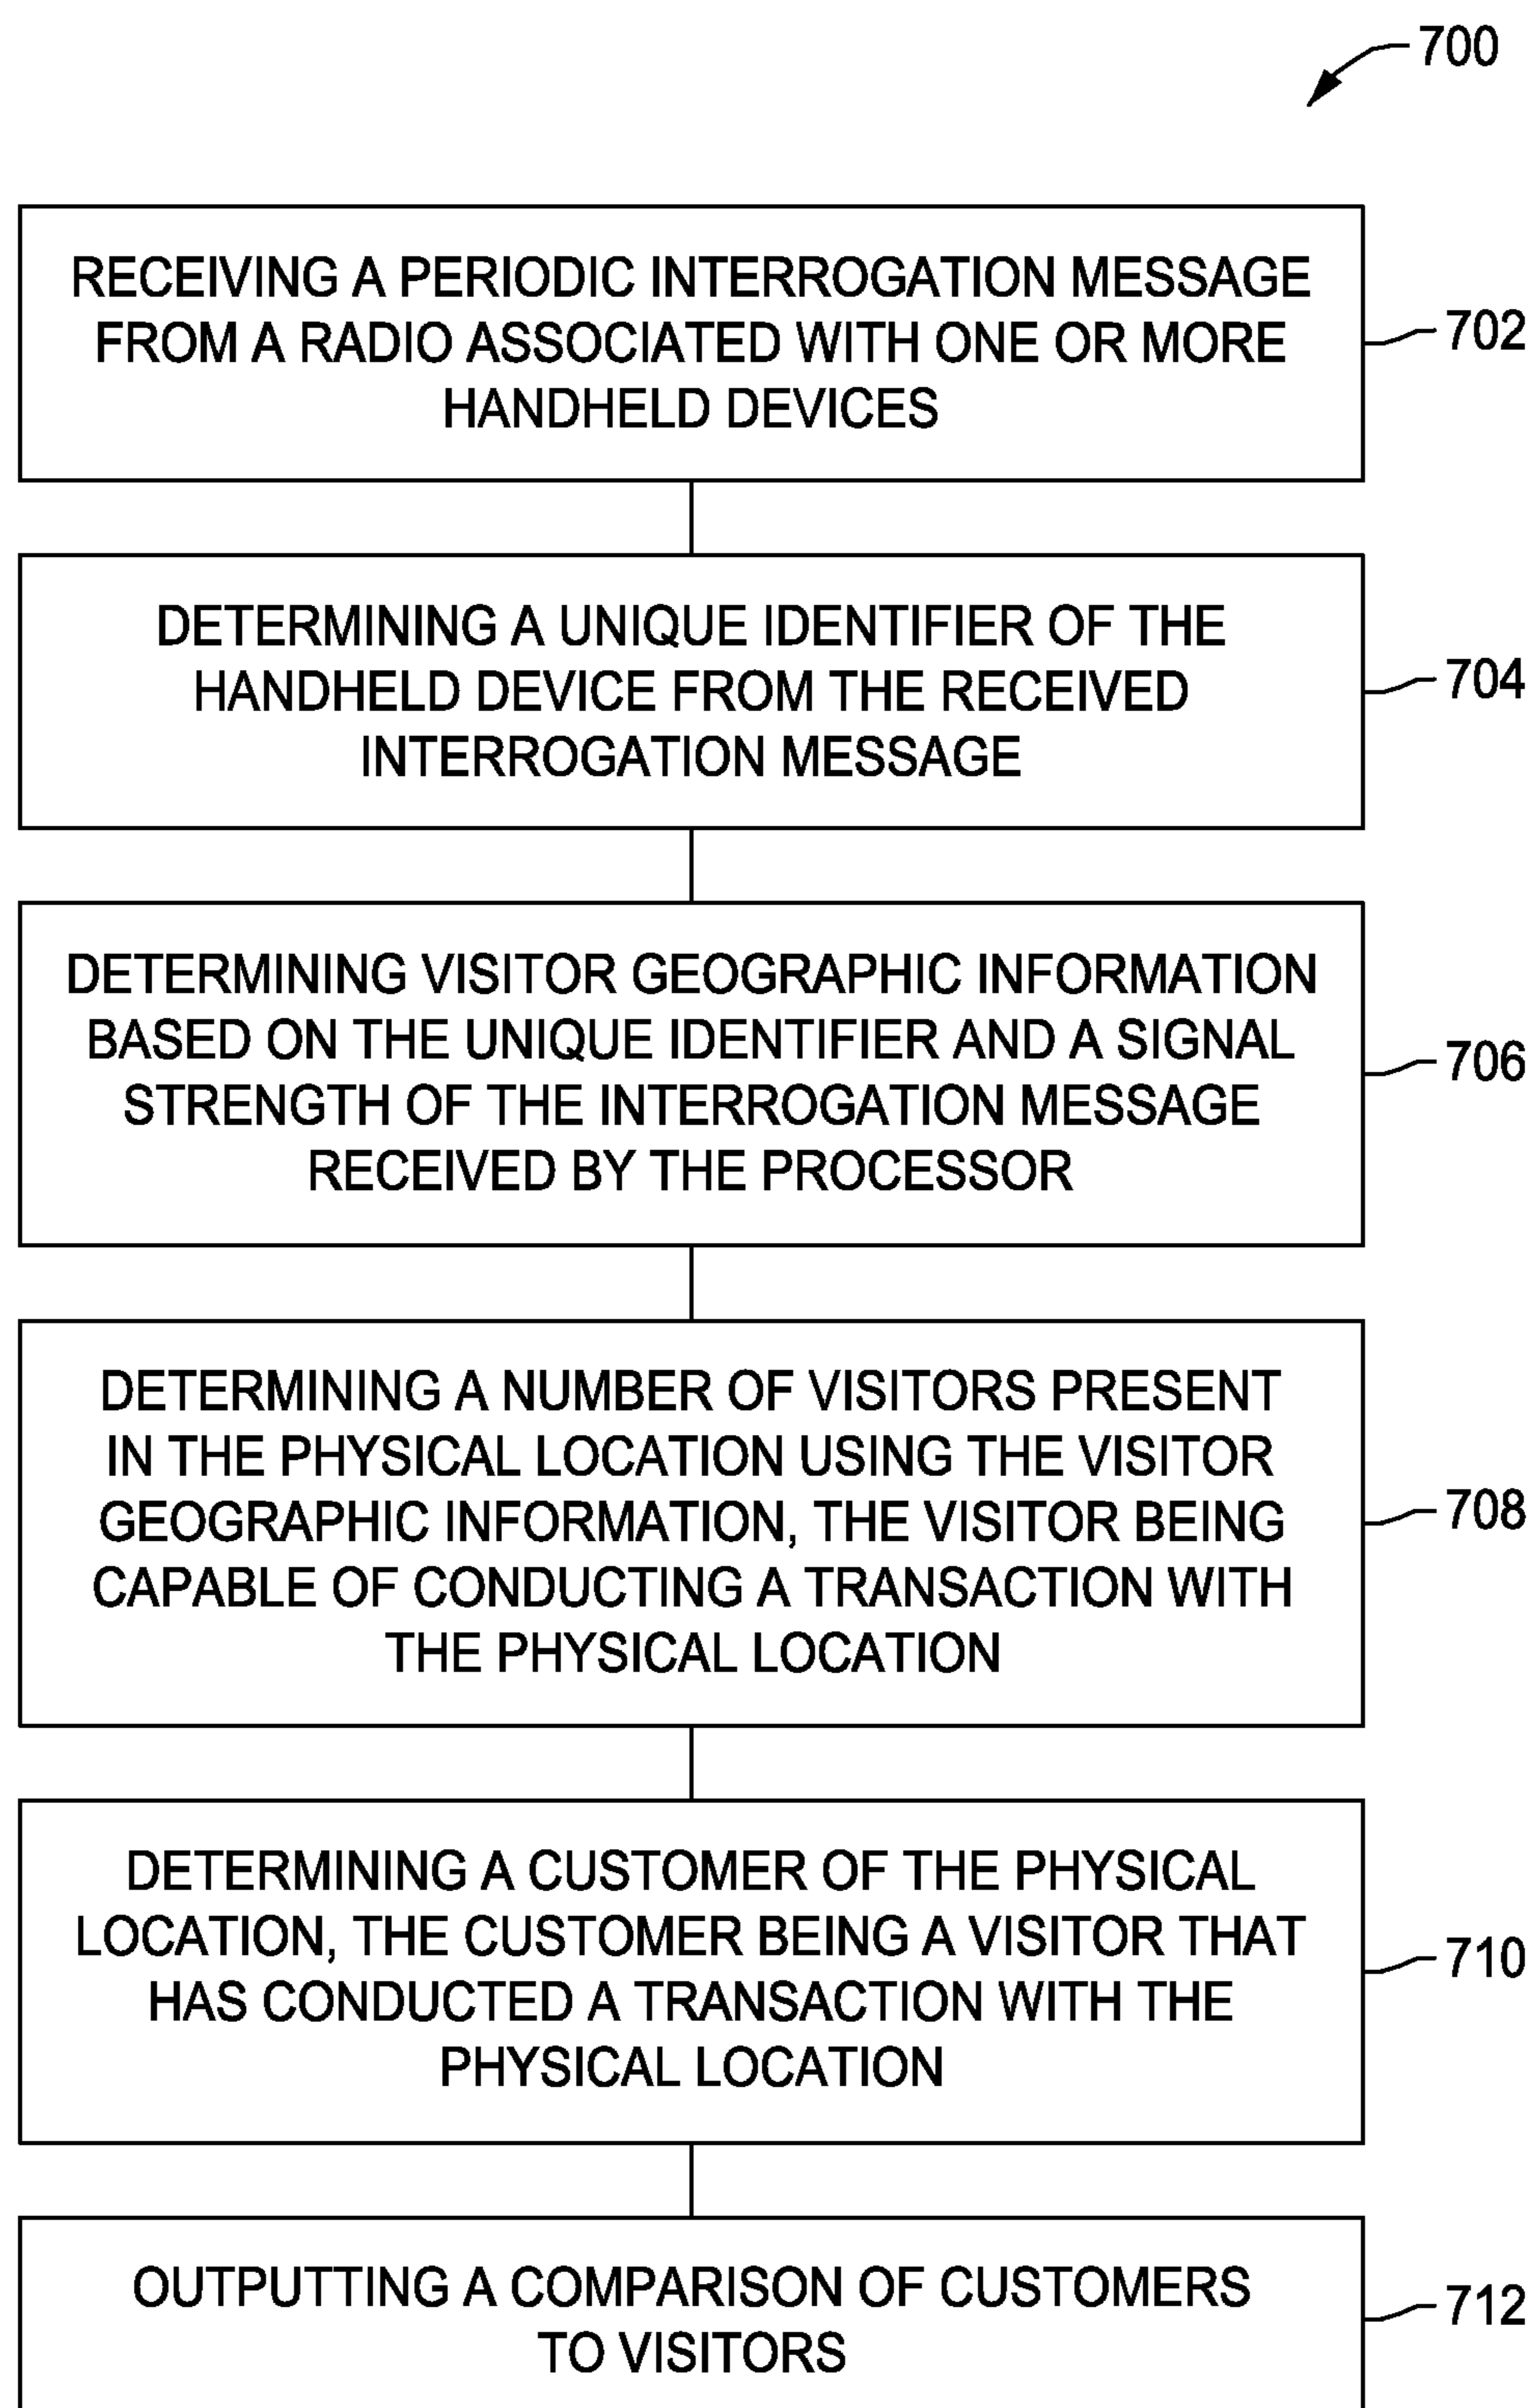 700
RECEIVING A PERIODIC INTERROGATION MESSAGE
FROM A RADIO ASSOCIATED WITH ONE OR MORE
HANDHELD DEVICES
702
DETERMINING A UNIQUE IDENTIFIER OF THE
HANDHELD DEVICE FROM THE RECEIVED
INTERROGATION MESSAGE
704
DETERMINING VISITOR GEOGRAPHIC INFORMATION
BASED ON THE UNIQUE IDENTIFIER AND A SIGNAL
STRENGTH OF THE INTERROGATION MESSAGE
RECEIVED BY THE PROCESSOR
706
DETERMINING A NUMBER OF VISITORS PRESENT
IN THE PHYSICAL LOCATION USING THE VISITOR
GEOGRAPHIC INFORMATION, THE VISITOR BEING
CAPABLE OF CONDUCTING A TRANSACTION WITH
THE PHYSICAL LOCATION
708
DETERMINING A CUSTOMER OF THE PHYSICAL
LOCATION, THE CUSTOMER BEING A VISITOR THAT
HAS CONDUCTED A TRANSACTION WITH THE
PHYSICAL LOCATION
710
OUTPUTTING A COMPARISON OF CUSTOMERS
TO VISITORS
712